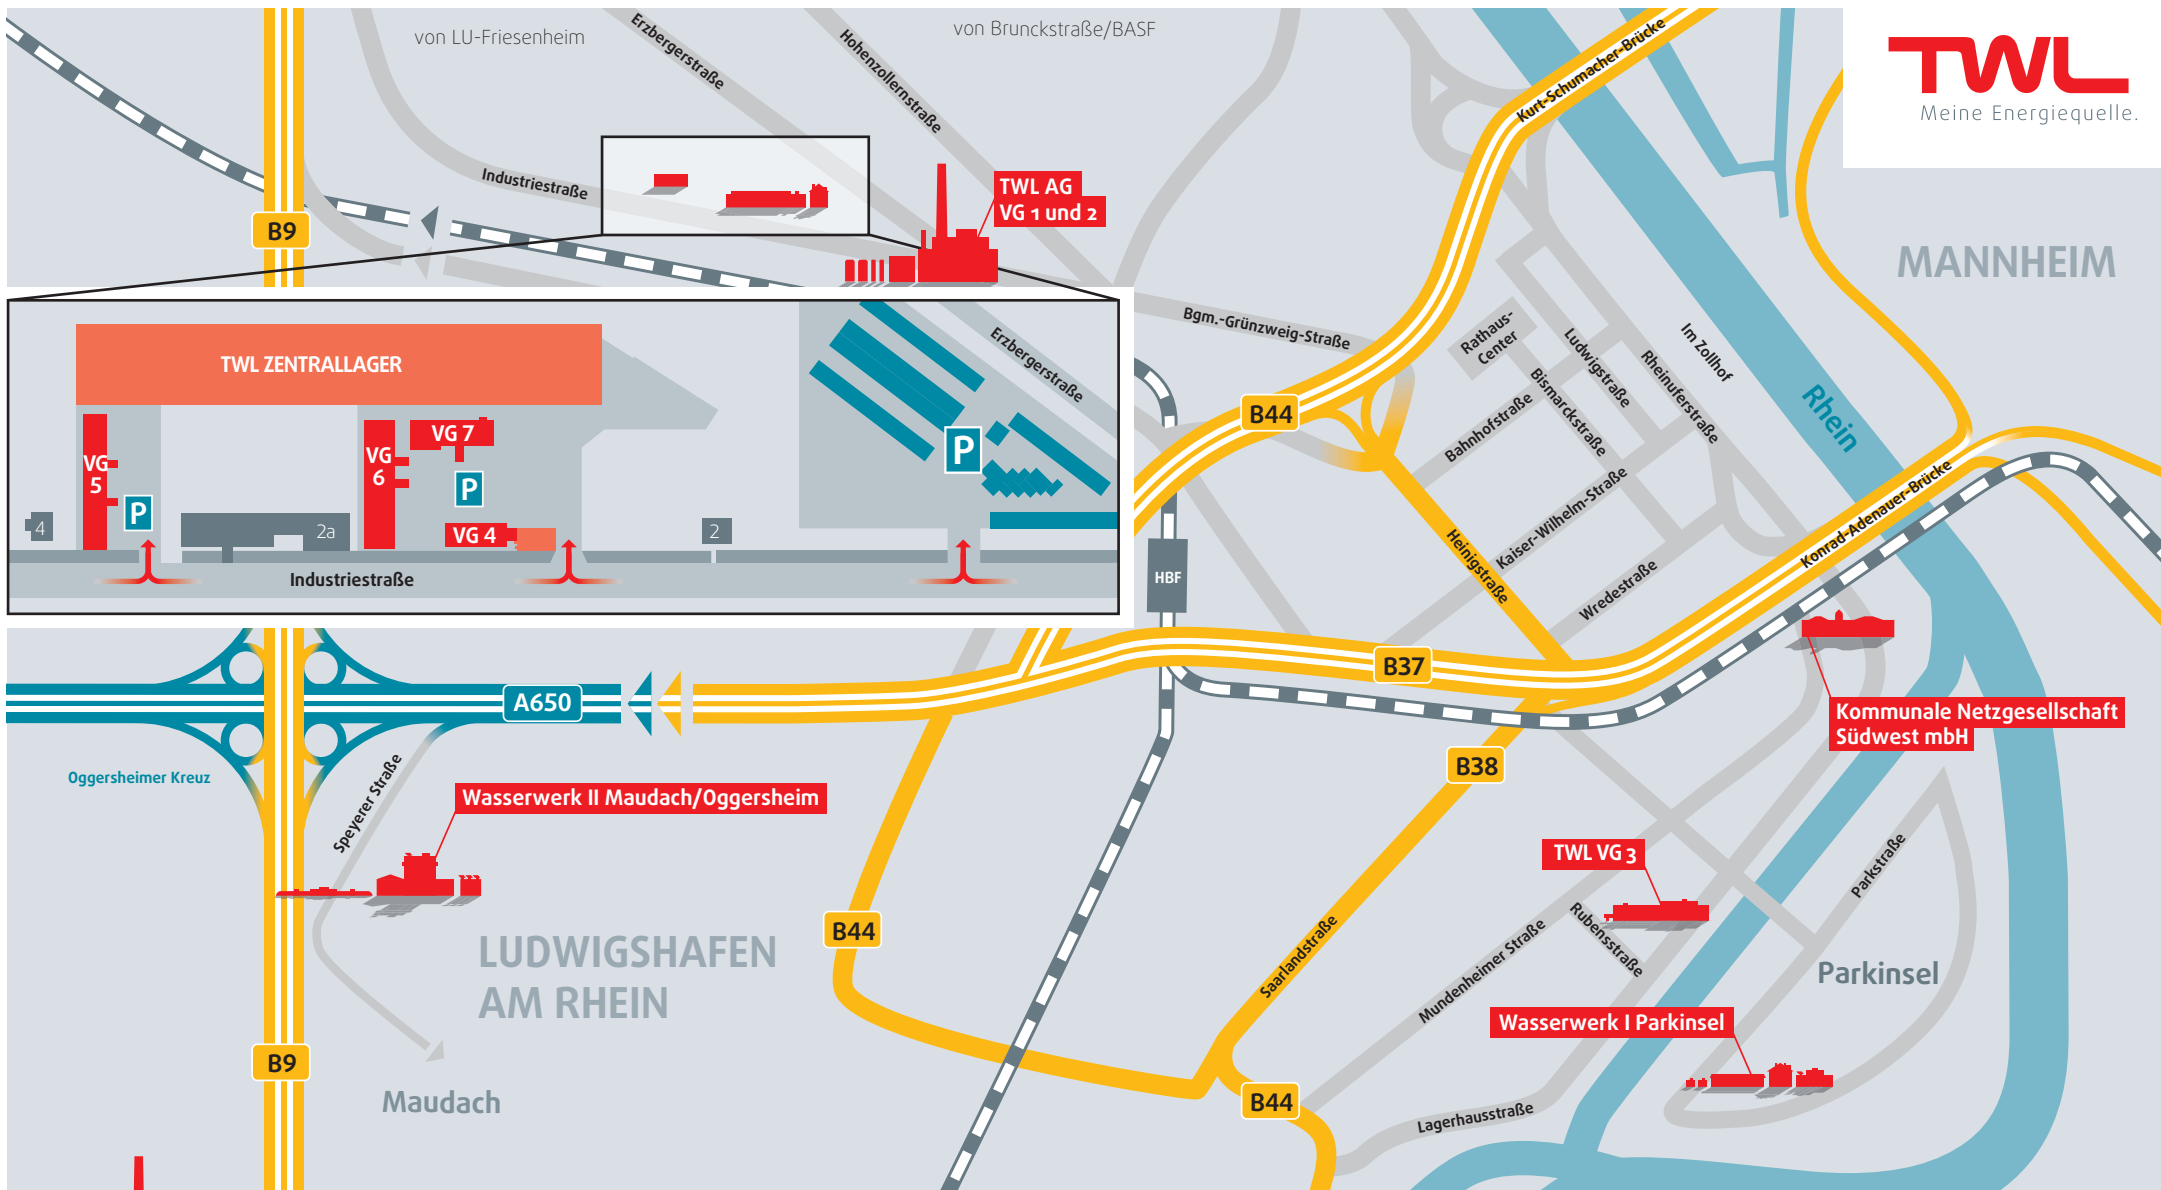 von LU-Friesenheim
Erzbergerstraße
Hohenzollernstraße
von Brunckstraße/BASF
Kurt-Schumacher-Brücke
TWL
Meine Energiequelle.
Industriestraße
TWL AG
VG 1 und 2
B9
MANNHEIM
Bgm.-Grünzweig-Straße
Rathaus-
Center
Ludwigstraße
Im Zollhof
Rheinuferstraße
Bismarckstraße
Bahnhofstraße
Rhein
B44
Erzbergerstraße
TWL ZENTRALLAGER
VG
5
P
VG
6
VG 7
P
P
4
2a
VG 4
2
Industriestraße
HBF
Heinigstraße
Kaiser-Wilhelm-Straße
Wredestraße
Konrad-Adenauer-Brücke
A650
B37
Kommunale Netzgesellschaft
Südwest mbH
Oggersheimer Kreuz
Speyerer Straße
B38
Wasserwerk II Maudach/Oggersheim
TWL VG 3
Parkstraße
B44
LUDWIGSHAFEN
AM RHEIN
Saarlandstraße
Mundenheimer Straße
Rubensstraße
Parkinsel
Wasserwerk I Parkinsel
B9
Maudach
B44
Lagerhausstraße